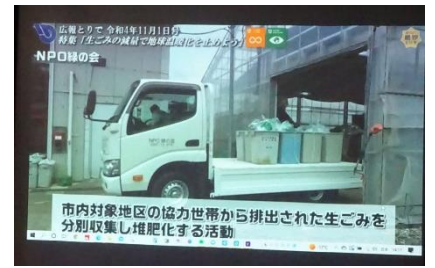 広報とりで 令和4年11月1日号
特集「生ごみの減量で地球温暖化を止めよう」
NPO緑の会
市内対象地区の協力世帯から排出された生ごみを
分別収集し堆肥化する活動